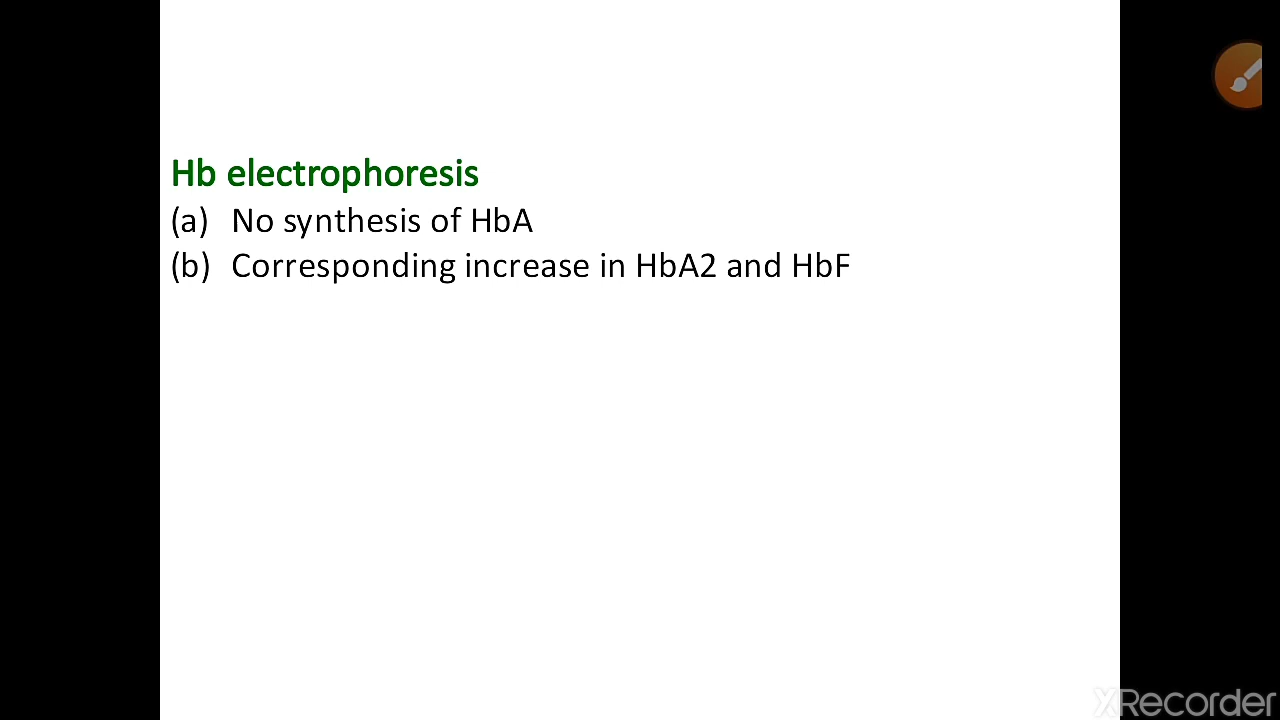 Hb electrophoresis
(a) No synthesis of HbA
(b) Corresponding increase in HbA2 and HbF
XRecorder